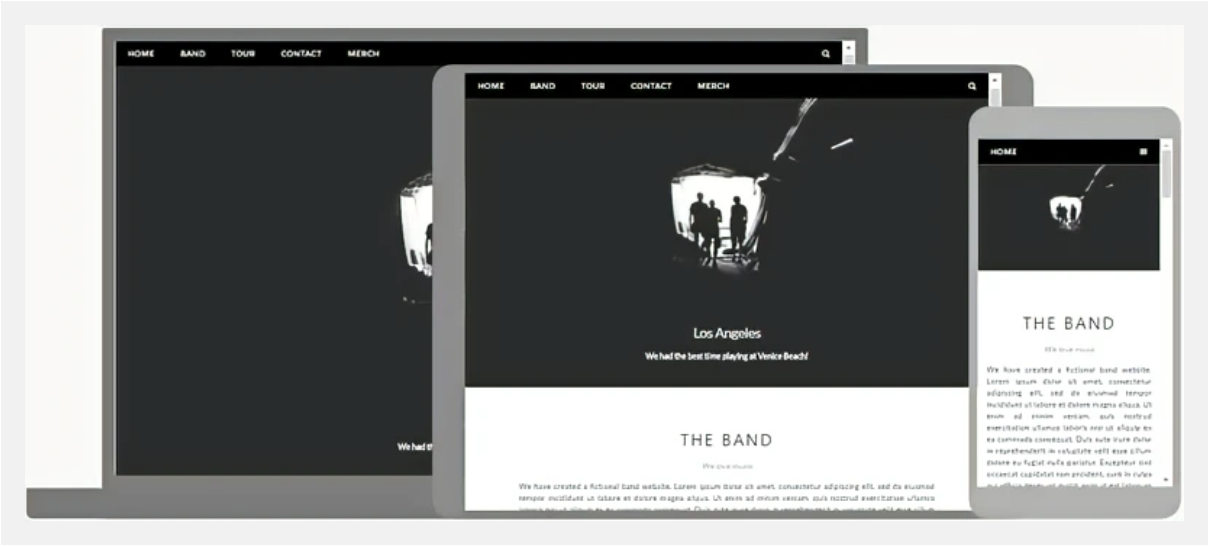 HOME BAND TOUR CONTACT MERCH
We had t
HOME BAND TOUR CONTACT MERCH
Los Angeles
We had the best time playing at Venice Beach!
THE BAND
We love music
We have created a fictional band website. Lorem ipsum dolor sit amet, consectetur adipiscing elit, sed do eiusmod
tempor incididunt ut labore et dolore magna aliqua. Ut enim ad minim veniam, quis nostrud exercitation ullamco
HOME
THE BAND
We love music
We have created a fictional band website.
Lorem ipsum dolor sit amet, consectetur
adipiscing elit, sed do eiusmod tempor
incididunt ut labore et dolore magna aliqua. Ut
enim ad minim veniam, quis nostrud
exercitation ullamco laboris nisi ut aliquip ex
ea commodo consequat. Duis aute irure dolor
in reprehenderit in voluptate velit esse cillum
dolore eu fugiat nulla pariatur. Excepteur sint
occaecat cupidatat non proident, sunt in culpa